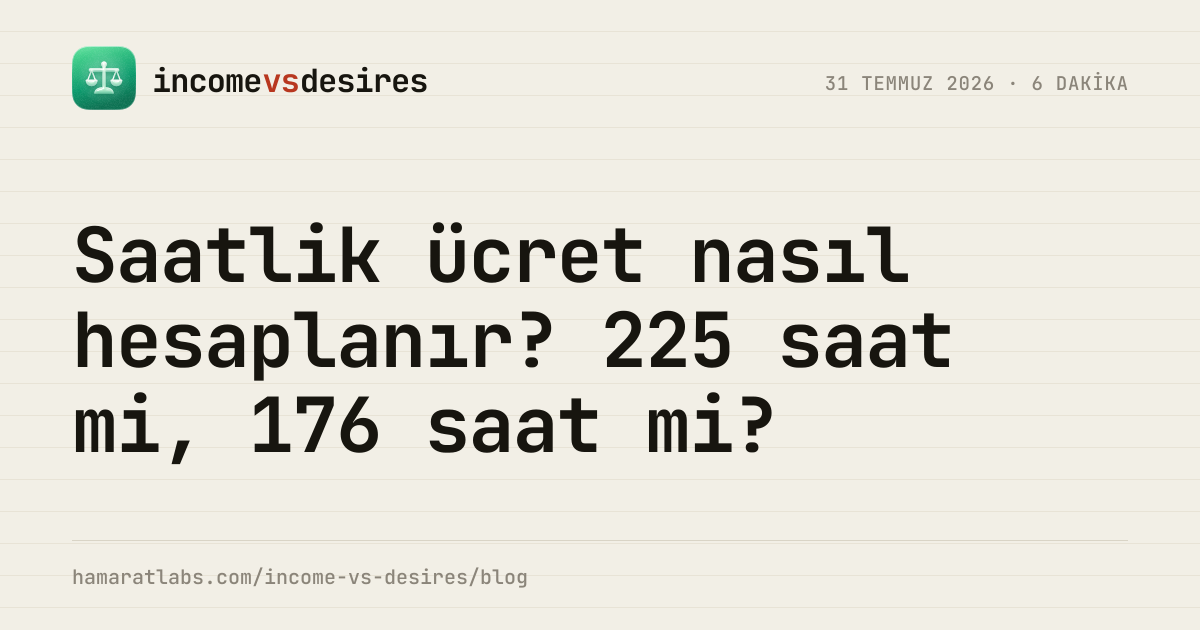 incomevsdesires
31 TEMMUZ 2026 · 6 DAKİKA
Saatlik ücret nasıl
hesaplanır? 225 saat
mi, 176 saat mi?
hamaratlabs.com/income-vs-desires/blog